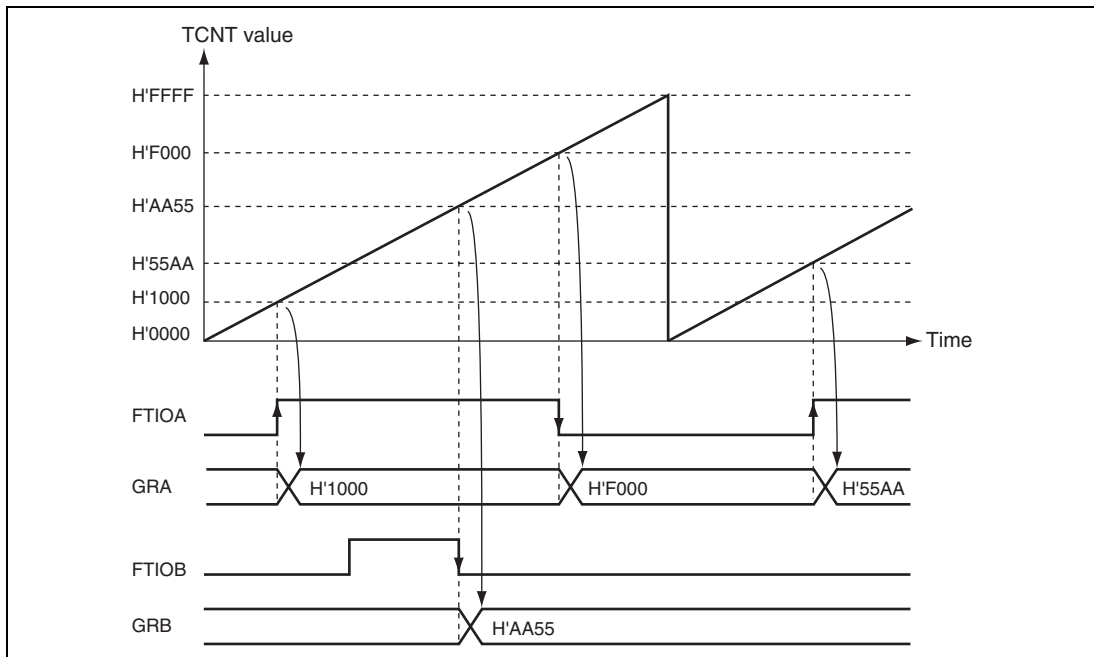 TCNT value
H'FFFF
H'F000
H'AA55
H'55AA
H'1000
H'0000
Time
FTIOA
GRA
H'1000
H'F000
H'55AA
FTIOB
GRB
H'AA55